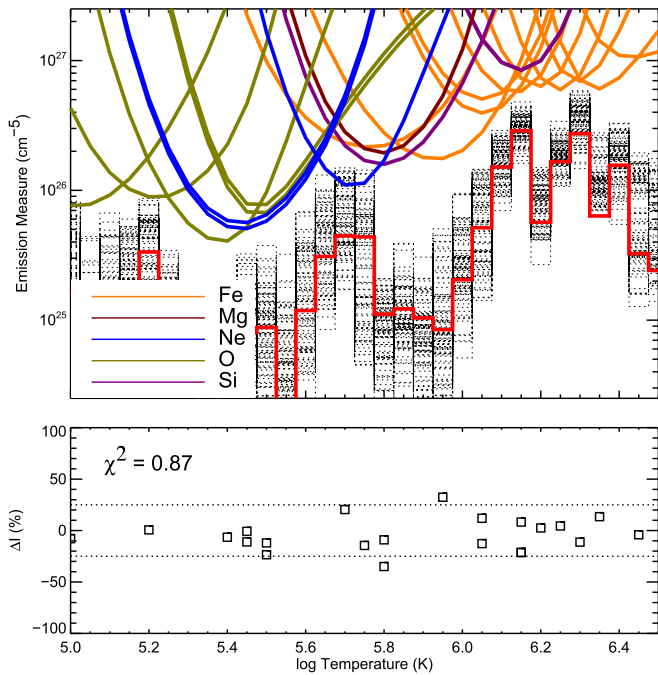 10^27
10^26
10^25
Emission Measure (cm^-5)
Fe
Mg
Ne
O
Si
100
50
0
−50
−100
ΔI (%)
χ^2 = 0.87
5.0 5.2 5.4 5.6 5.8 6.0 6.2 6.4
log Temperature (K)